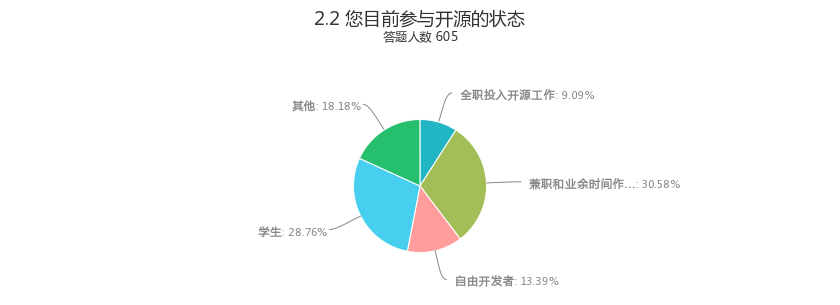 2.2 您目前参与开源的状态
答题人数 605
全职投入开源工作: 9.09%
其他: 18.18%
兼职和业余时间作...: 30.58%
学生: 28.76%
自由开发者: 13.39%